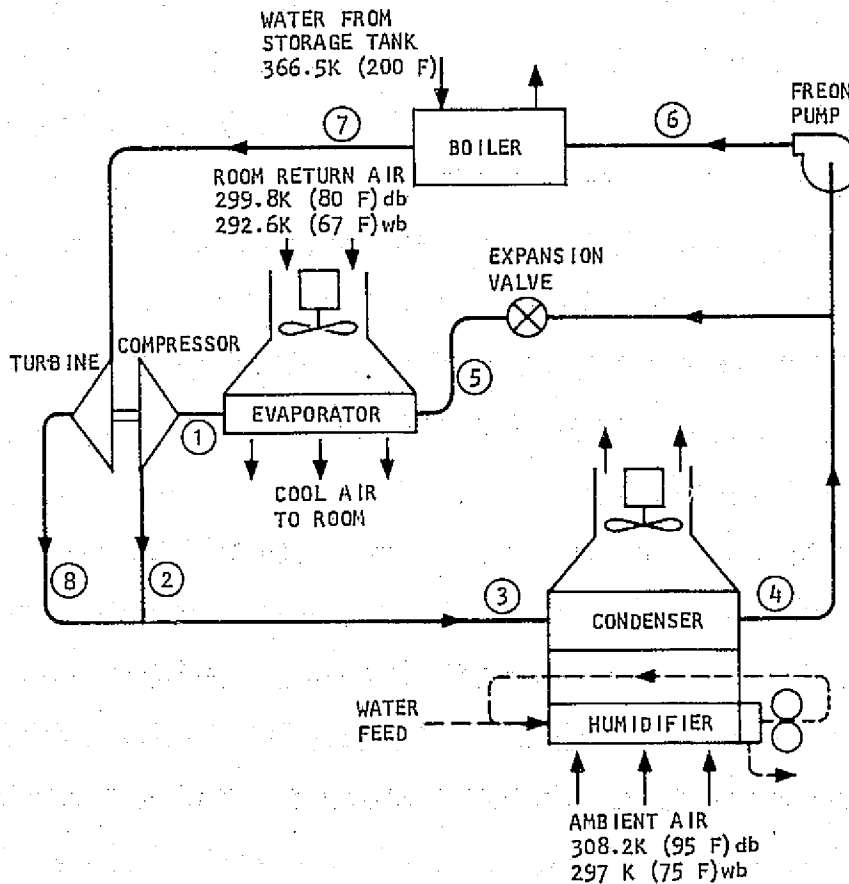 WATER FROM
STORAGE TANK
366.5K (200 F)
FREON
PUMP
7
6
BOILER
ROOM RETURN AIR
299.8K (80 F)db
292.6K (67 F)wb
EXPANSION
VALVE
TURBINE
COMPRESSOR
5
EVAPORATOR
1
COOL AIR
TO ROOM
8
2
3
4
CONDENSER
WATER
FEED
HUMIDIFIER
AMBIENT AIR
308.2K (95 F)db
297 K (75 F)wb